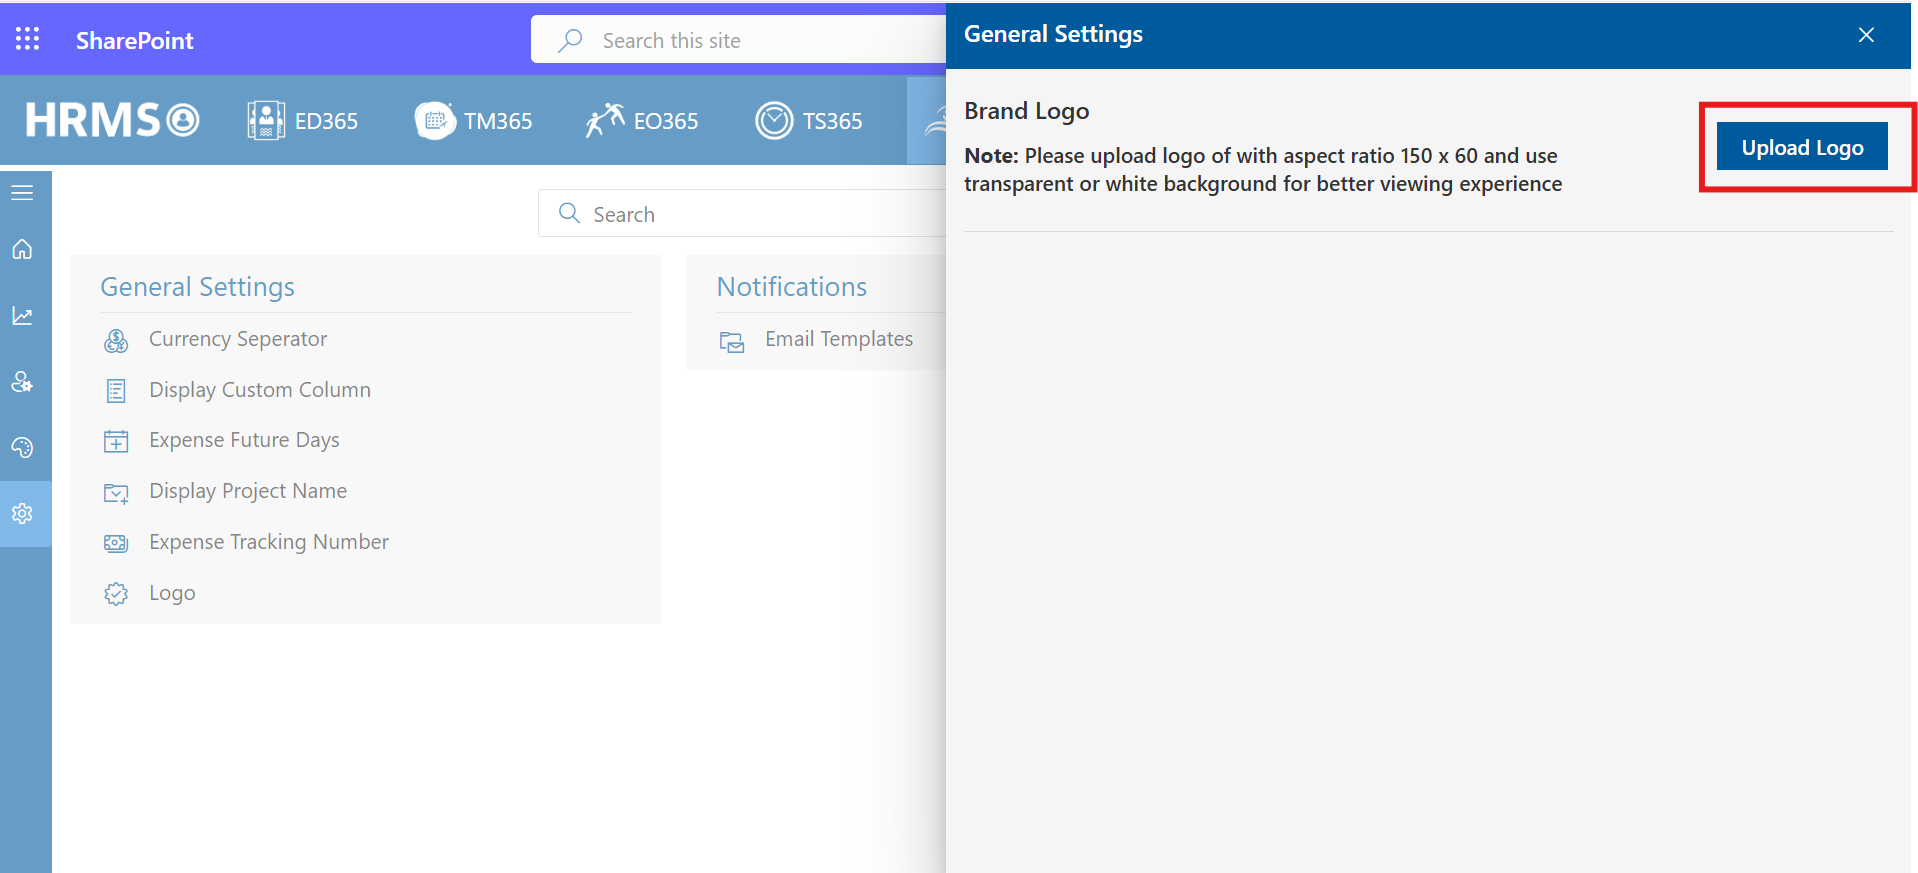 SharePoint
Search this site
General Settings
HRMS
ED365
TM365
EO365
TS365
Brand Logo
Note: Please upload logo of with aspect ratio 150 x 60 and use
transparent or white background for better viewing experience
Upload Logo
Search
General Settings
Currency Seperator
Display Custom Column
Expense Future Days
Display Project Name
Expense Tracking Number
Logo
Notifications
Email Templates